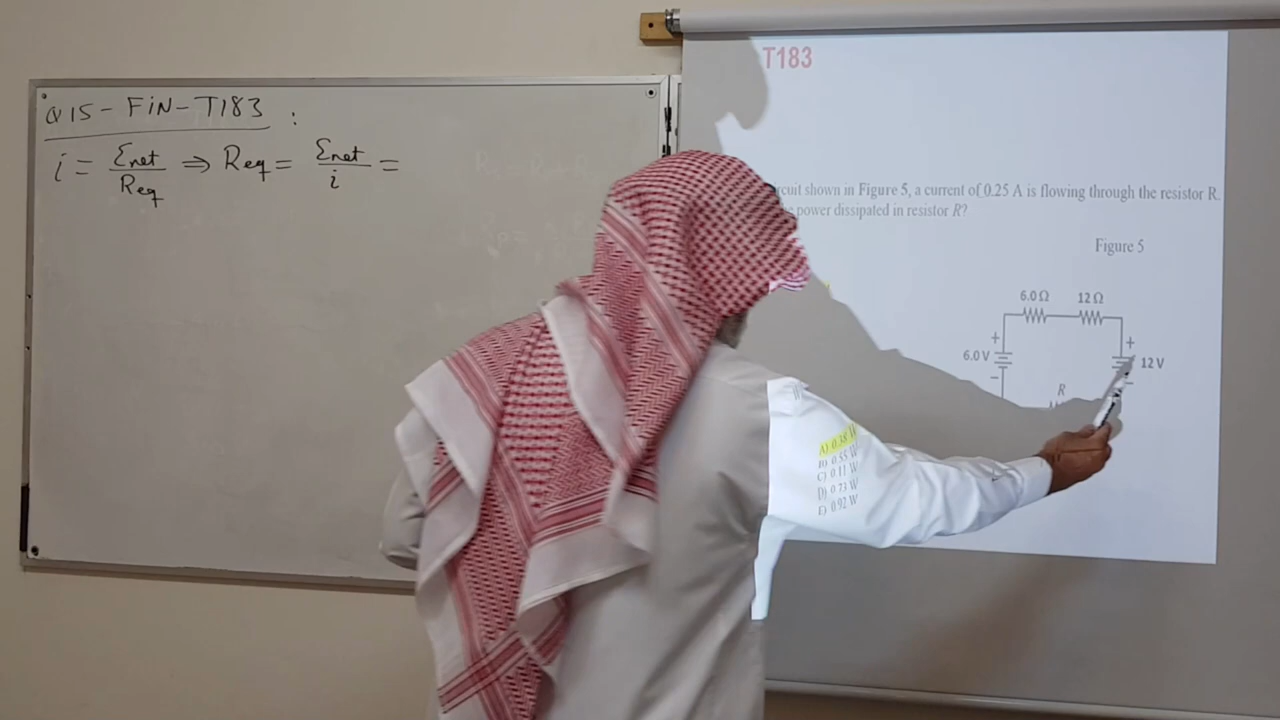 Q15 - FIN - T183 :
i = Ɛnet / Req ⇒ Req = Ɛnet / i =
T183
rcuit shown in Figure 5, a current of 0.25 A is flowing through the resistor R.
power dissipated in resistor R?
Figure 5
6.0 Ω 12 Ω
+ +
6.0 V 12 V
- -
R
A) 0.38 W
B) 0.55 W
C) 0.11 W
D) 0.73 W
E) 0.92 W